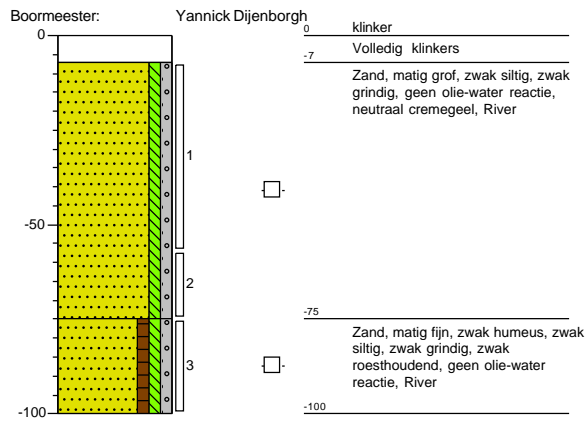 Boormeester: Yannick Dijenborgh
0 klinker
0
Volledig klinkers
-7
Zand, matig grof, zwak siltig, zwak
grindig, geen olie-water reactie,
neutraal cremegeel, River
1
-50
2
-75
Zand, matig fijn, zwak humeus, zwak
siltig, zwak grindig, zwak
roesthoudend, geen olie-water
reactie, River
3
-100
-100